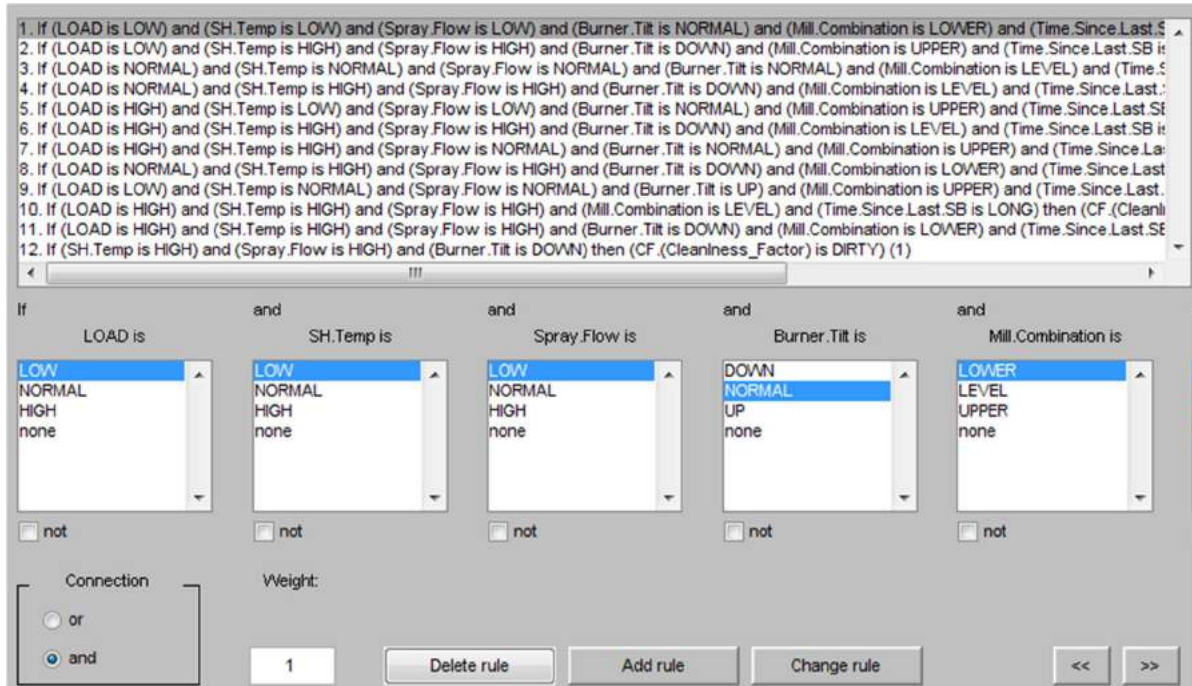 1. If (LOAD is LOW) and (SH.Temp is LOW) and (Spray.Flow is LOW) and (Burner.Tilt is NORMAL) and (Mill.Combination is LOWER) and (Time.Since.Last.S
2. If (LOAD is LOW) and (SH.Temp is HIGH) and (Spray.Flow is HIGH) and (Burner.Tilt is DOWN) and (Mill.Combination is UPPER) and (Time.Since.Last.SB is
3. If (LOAD is NORMAL) and (SH.Temp is NORMAL) and (Spray.Flow is NORMAL) and (Burner.Tilt is NORMAL) and (Mill.Combination is LEVEL) and (Time.S
4. If (LOAD is NORMAL) and (SH.Temp is HIGH) and (Spray.Flow is HIGH) and (Burner.Tilt is DOWN) and (Mill.Combination is LEVEL) and (Time.Since.Last.
5. If (LOAD is HIGH) and (SH.Temp is LOW) and (Spray.Flow is LOW) and (Burner.Tilt is NORMAL) and (Mill.Combination is UPPER) and (Time.Since.Last.SB
6. If (LOAD is HIGH) and (SH.Temp is HIGH) and (Spray.Flow is HIGH) and (Burner.Tilt is DOWN) and (Mill.Combination is LEVEL) and (Time.Since.Last.SB is
7. If (LOAD is HIGH) and (SH.Temp is HIGH) and (Spray.Flow is NORMAL) and (Burner.Tilt is NORMAL) and (Mill.Combination is UPPER) and (Time.Since.Las
8. If (LOAD is NORMAL) and (SH.Temp is HIGH) and (Spray.Flow is HIGH) and (Burner.Tilt is DOWN) and (Mill.Combination is LOWER) and (Time.Since.Last
9. If (LOAD is LOW) and (SH.Temp is NORMAL) and (Spray.Flow is NORMAL) and (Burner.Tilt is UP) and (Mill.Combination is UPPER) and (Time.Since.Last.
10. If (LOAD is HIGH) and (SH.Temp is HIGH) and (Spray.Flow is HIGH) and (Mill.Combination is LEVEL) and (Time.Since.Last.SB is LONG) then (CF.(Cleanl
11. If (LOAD is HIGH) and (SH.Temp is HIGH) and (Spray.Flow is HIGH) and (Burner.Tilt is DOWN) and (Mill.Combination is LOWER) and (Time.Since.Last.SB
12. If (SH.Temp is HIGH) and (Spray.Flow is HIGH) and (Burner.Tilt is DOWN) then (CF.(Cleanlness_Factor) is DIRTY) (1)
If and and and and
LOAD is SH.Temp is Spray.Flow is Burner.Tilt is Mill.Combination is
LOW LOW LOW DOWN LOWER
NORMAL NORMAL NORMAL NORMAL LEVEL
HIGH HIGH HIGH UP UPPER
none none none none none
not not not not not
Connection Weight:
or
and 1 Delete rule Add rule Change rule << >>